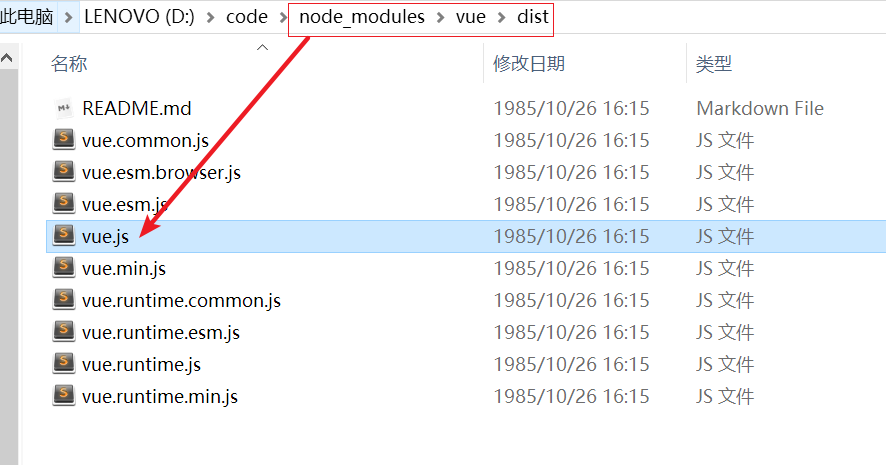 此电脑 > LENOVO (D:) > code > node_modules > vue > dist
名称 修改日期 类型
README.md 1985/10/26 16:15 Markdown File
vue.common.js 1985/10/26 16:15 JS 文件
vue.esm.browser.js 1985/10/26 16:15 JS 文件
vue.esm.js 1985/10/26 16:15 JS 文件
vue.js 1985/10/26 16:15 JS 文件
vue.min.js 1985/10/26 16:15 JS 文件
vue.runtime.common.js 1985/10/26 16:15 JS 文件
vue.runtime.esm.js 1985/10/26 16:15 JS 文件
vue.runtime.js 1985/10/26 16:15 JS 文件
vue.runtime.min.js 1985/10/26 16:15 JS 文件